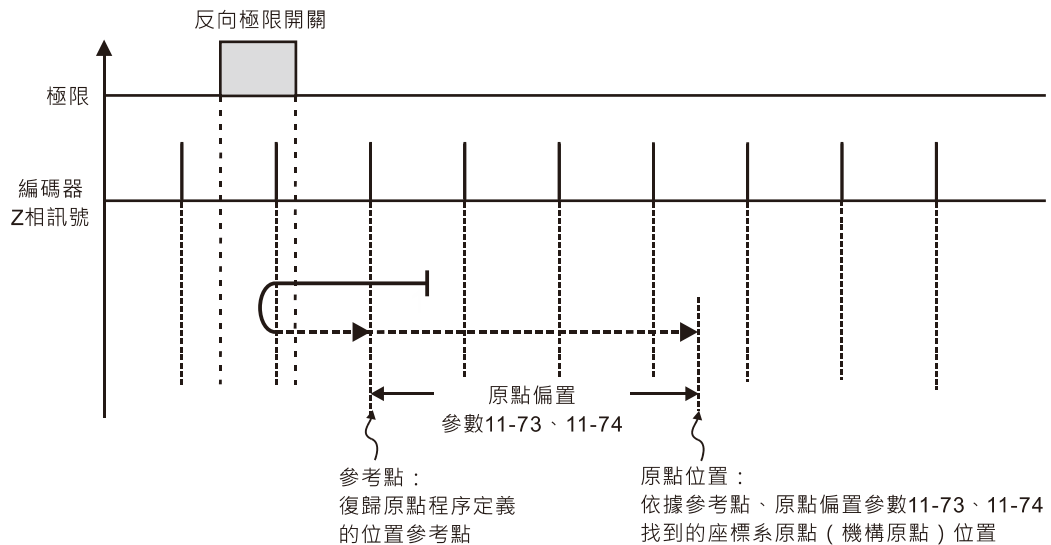 反向極限開關
極限
編碼器
Z相訊號
原點偏置
參數11-73、11-74
參考點：
復歸原點程序定義
的位置參考點
原點位置：
依據參考點、原點偏置參數11-73、11-74
找到的座標系原點（機構原點）位置